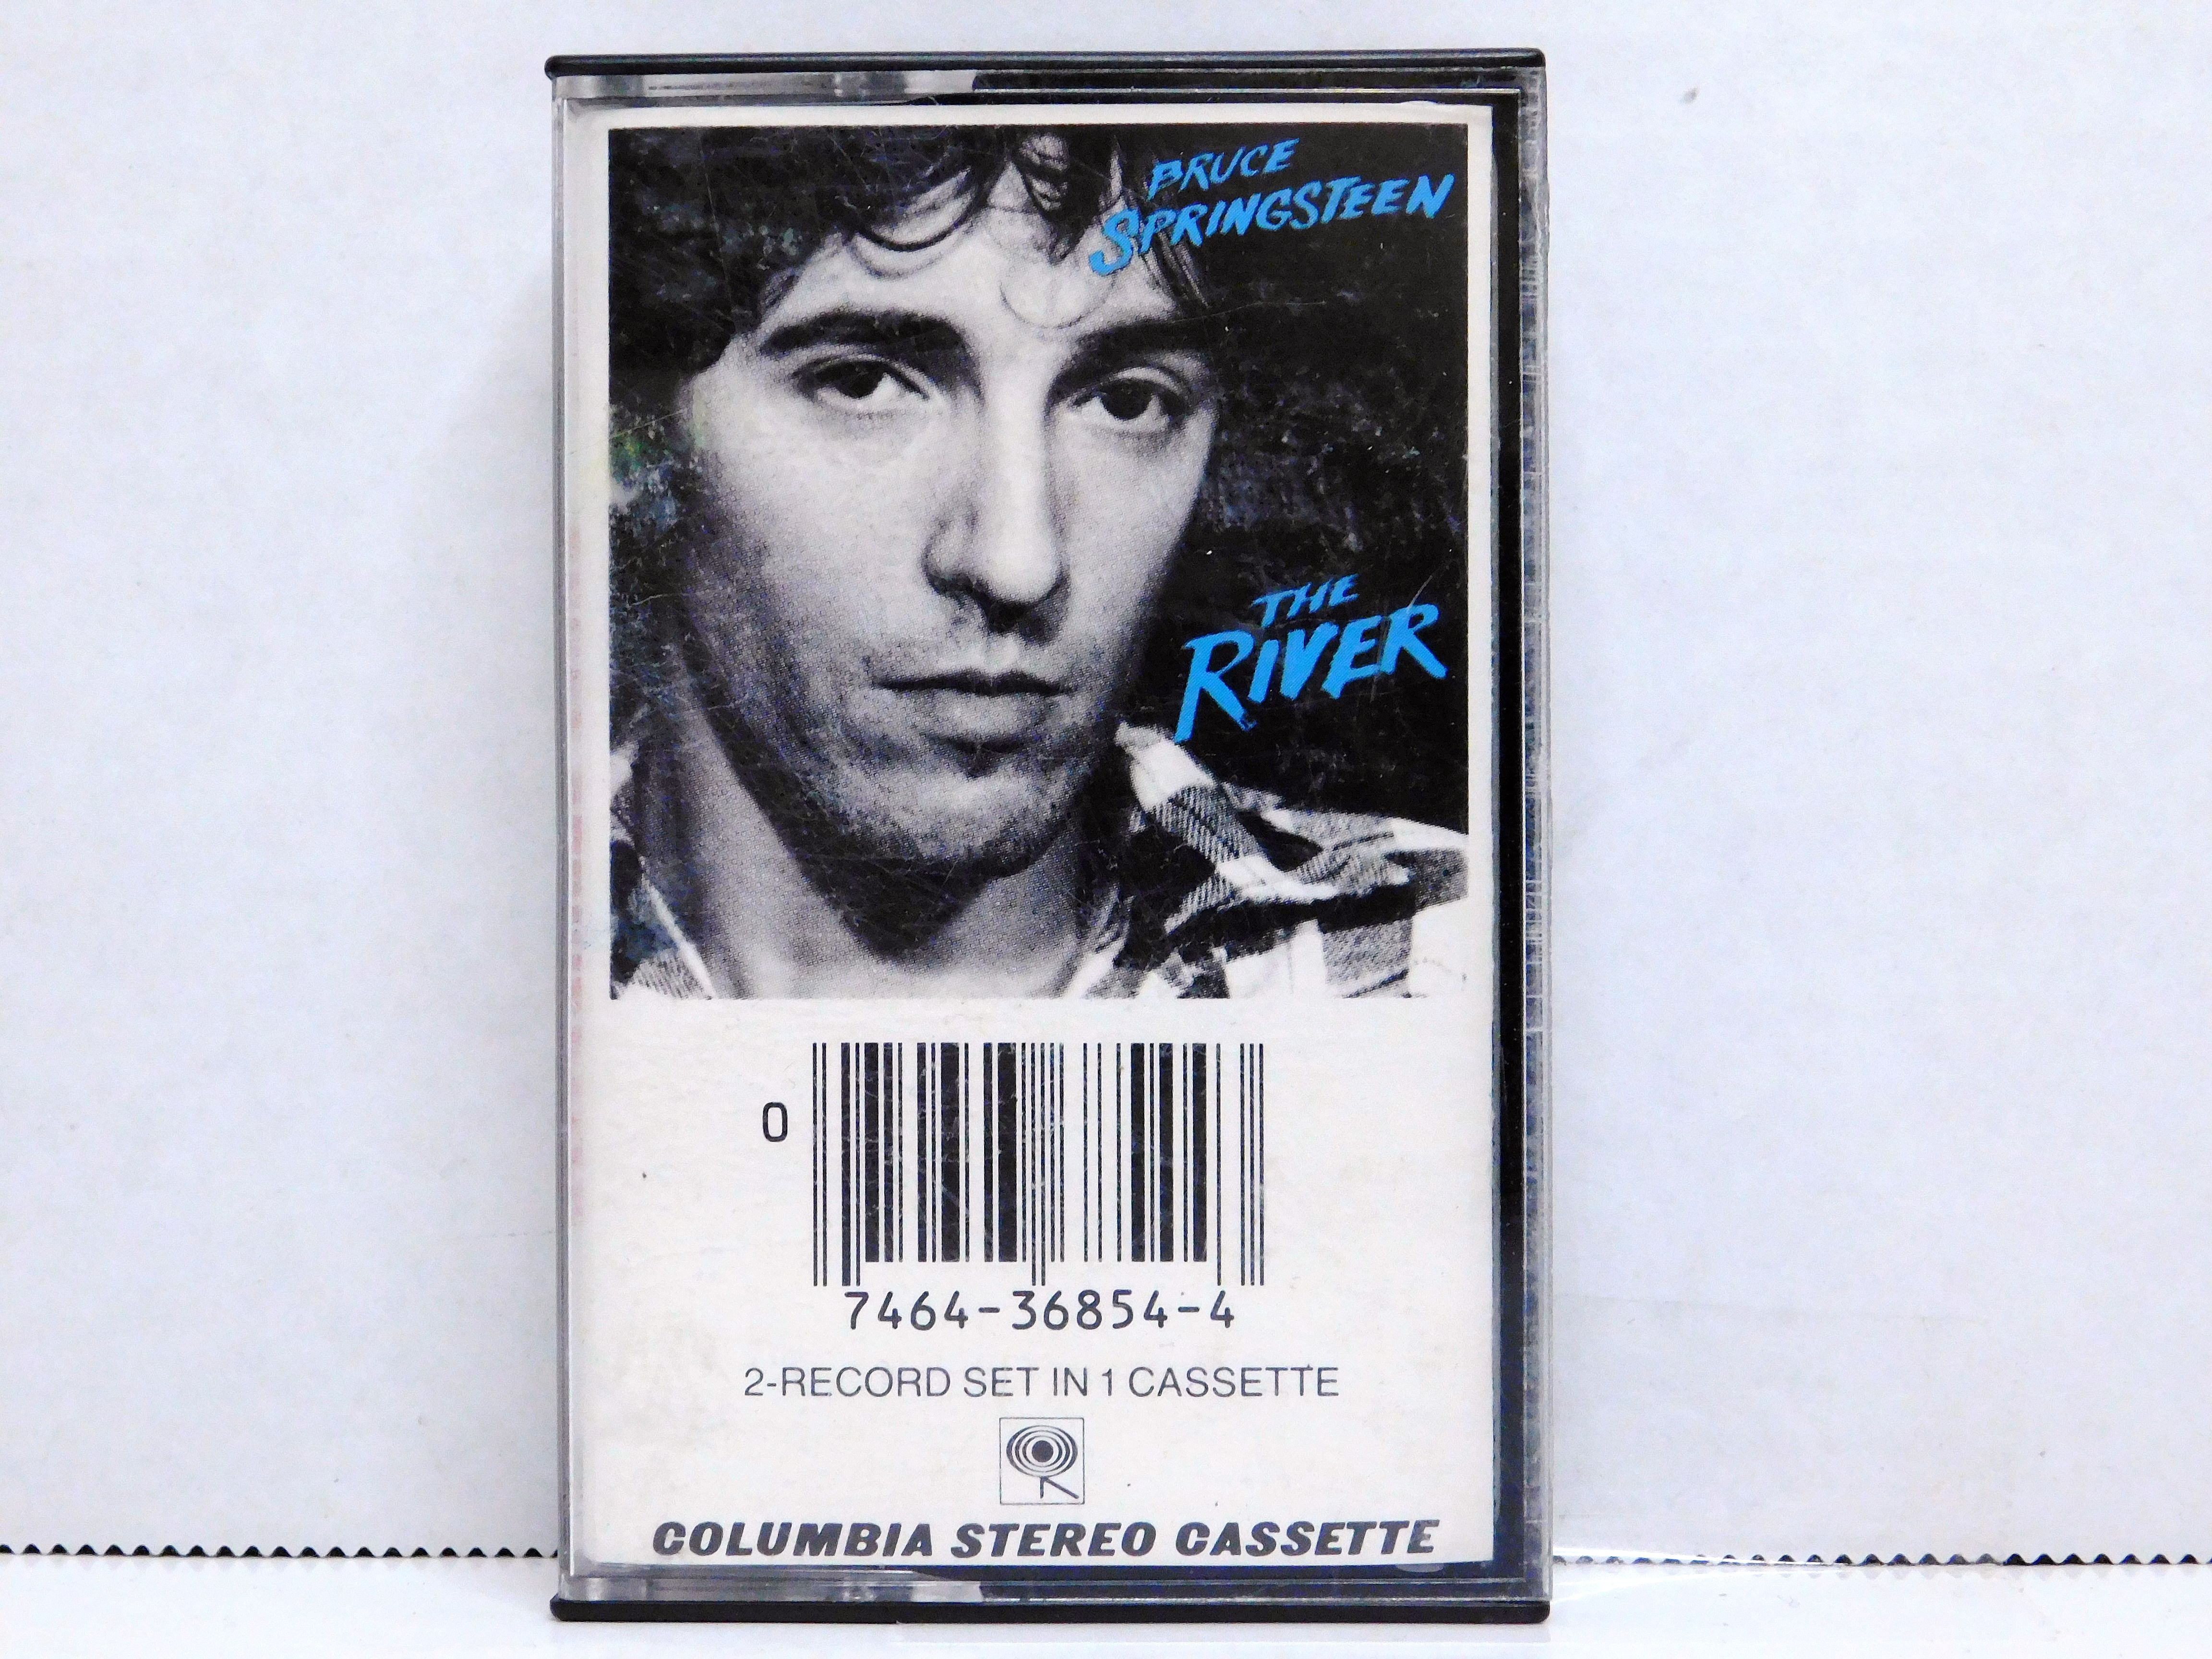 BRUCE
SPRINGSTEEN
THE
RIVER
0
7464-36854-4
2-RECORD SET IN 1 CASSETTE
COLUMBIA STEREO CASSETTE